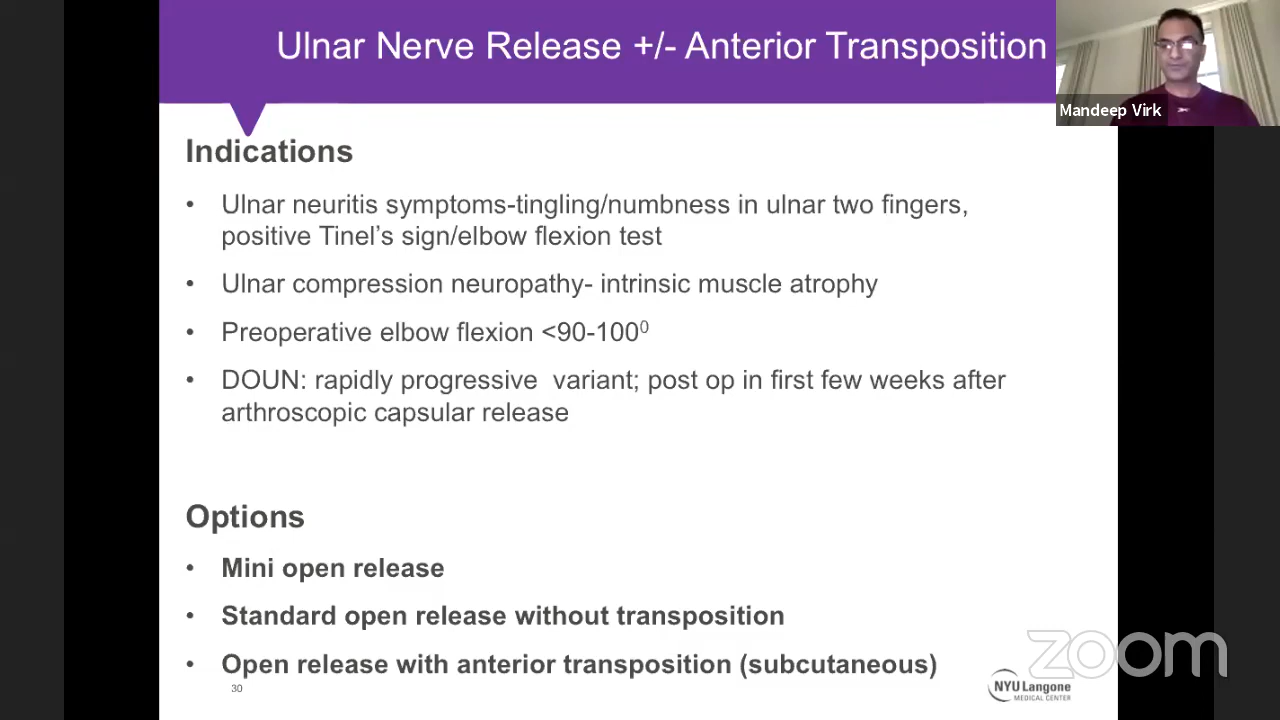 Ulnar Nerve Release +/- Anterior Transposition
Mandeep Virk
Indications
• Ulnar neuritis symptoms-tingling/numbness in ulnar two fingers,
positive Tinel’s sign/elbow flexion test
• Ulnar compression neuropathy- intrinsic muscle atrophy
• Preoperative elbow flexion <90-100⁰
• DOUN: rapidly progressive  variant; post op in first few weeks after
arthroscopic capsular release
Options
• Mini open release
• Standard open release without transposition
• Open release with anterior transposition (subcutaneous)
30
NYU Langone
MEDICAL CENTER
zoom